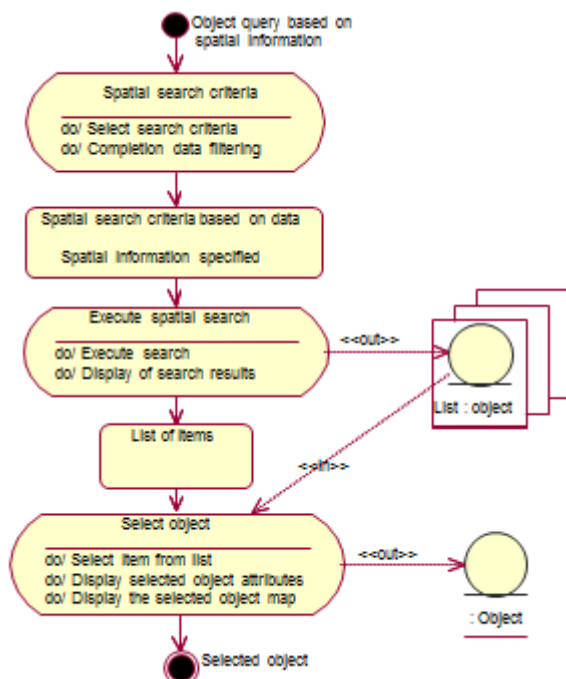 Object query based on
spatial information
Spatial search criteria
do/ Select search criteria
do/ Completion data filtering
Spatial search criteria based on data
Spatial information specified
Execute spatial search
do/ Execute search
do/ Display of search results
<<out>>
List : object
List of items
<<in>>
Select object
do/ Select item from list
do/ Display selected object attributes
do/ Display the selected object map
<<out>>
: Object
Selected object